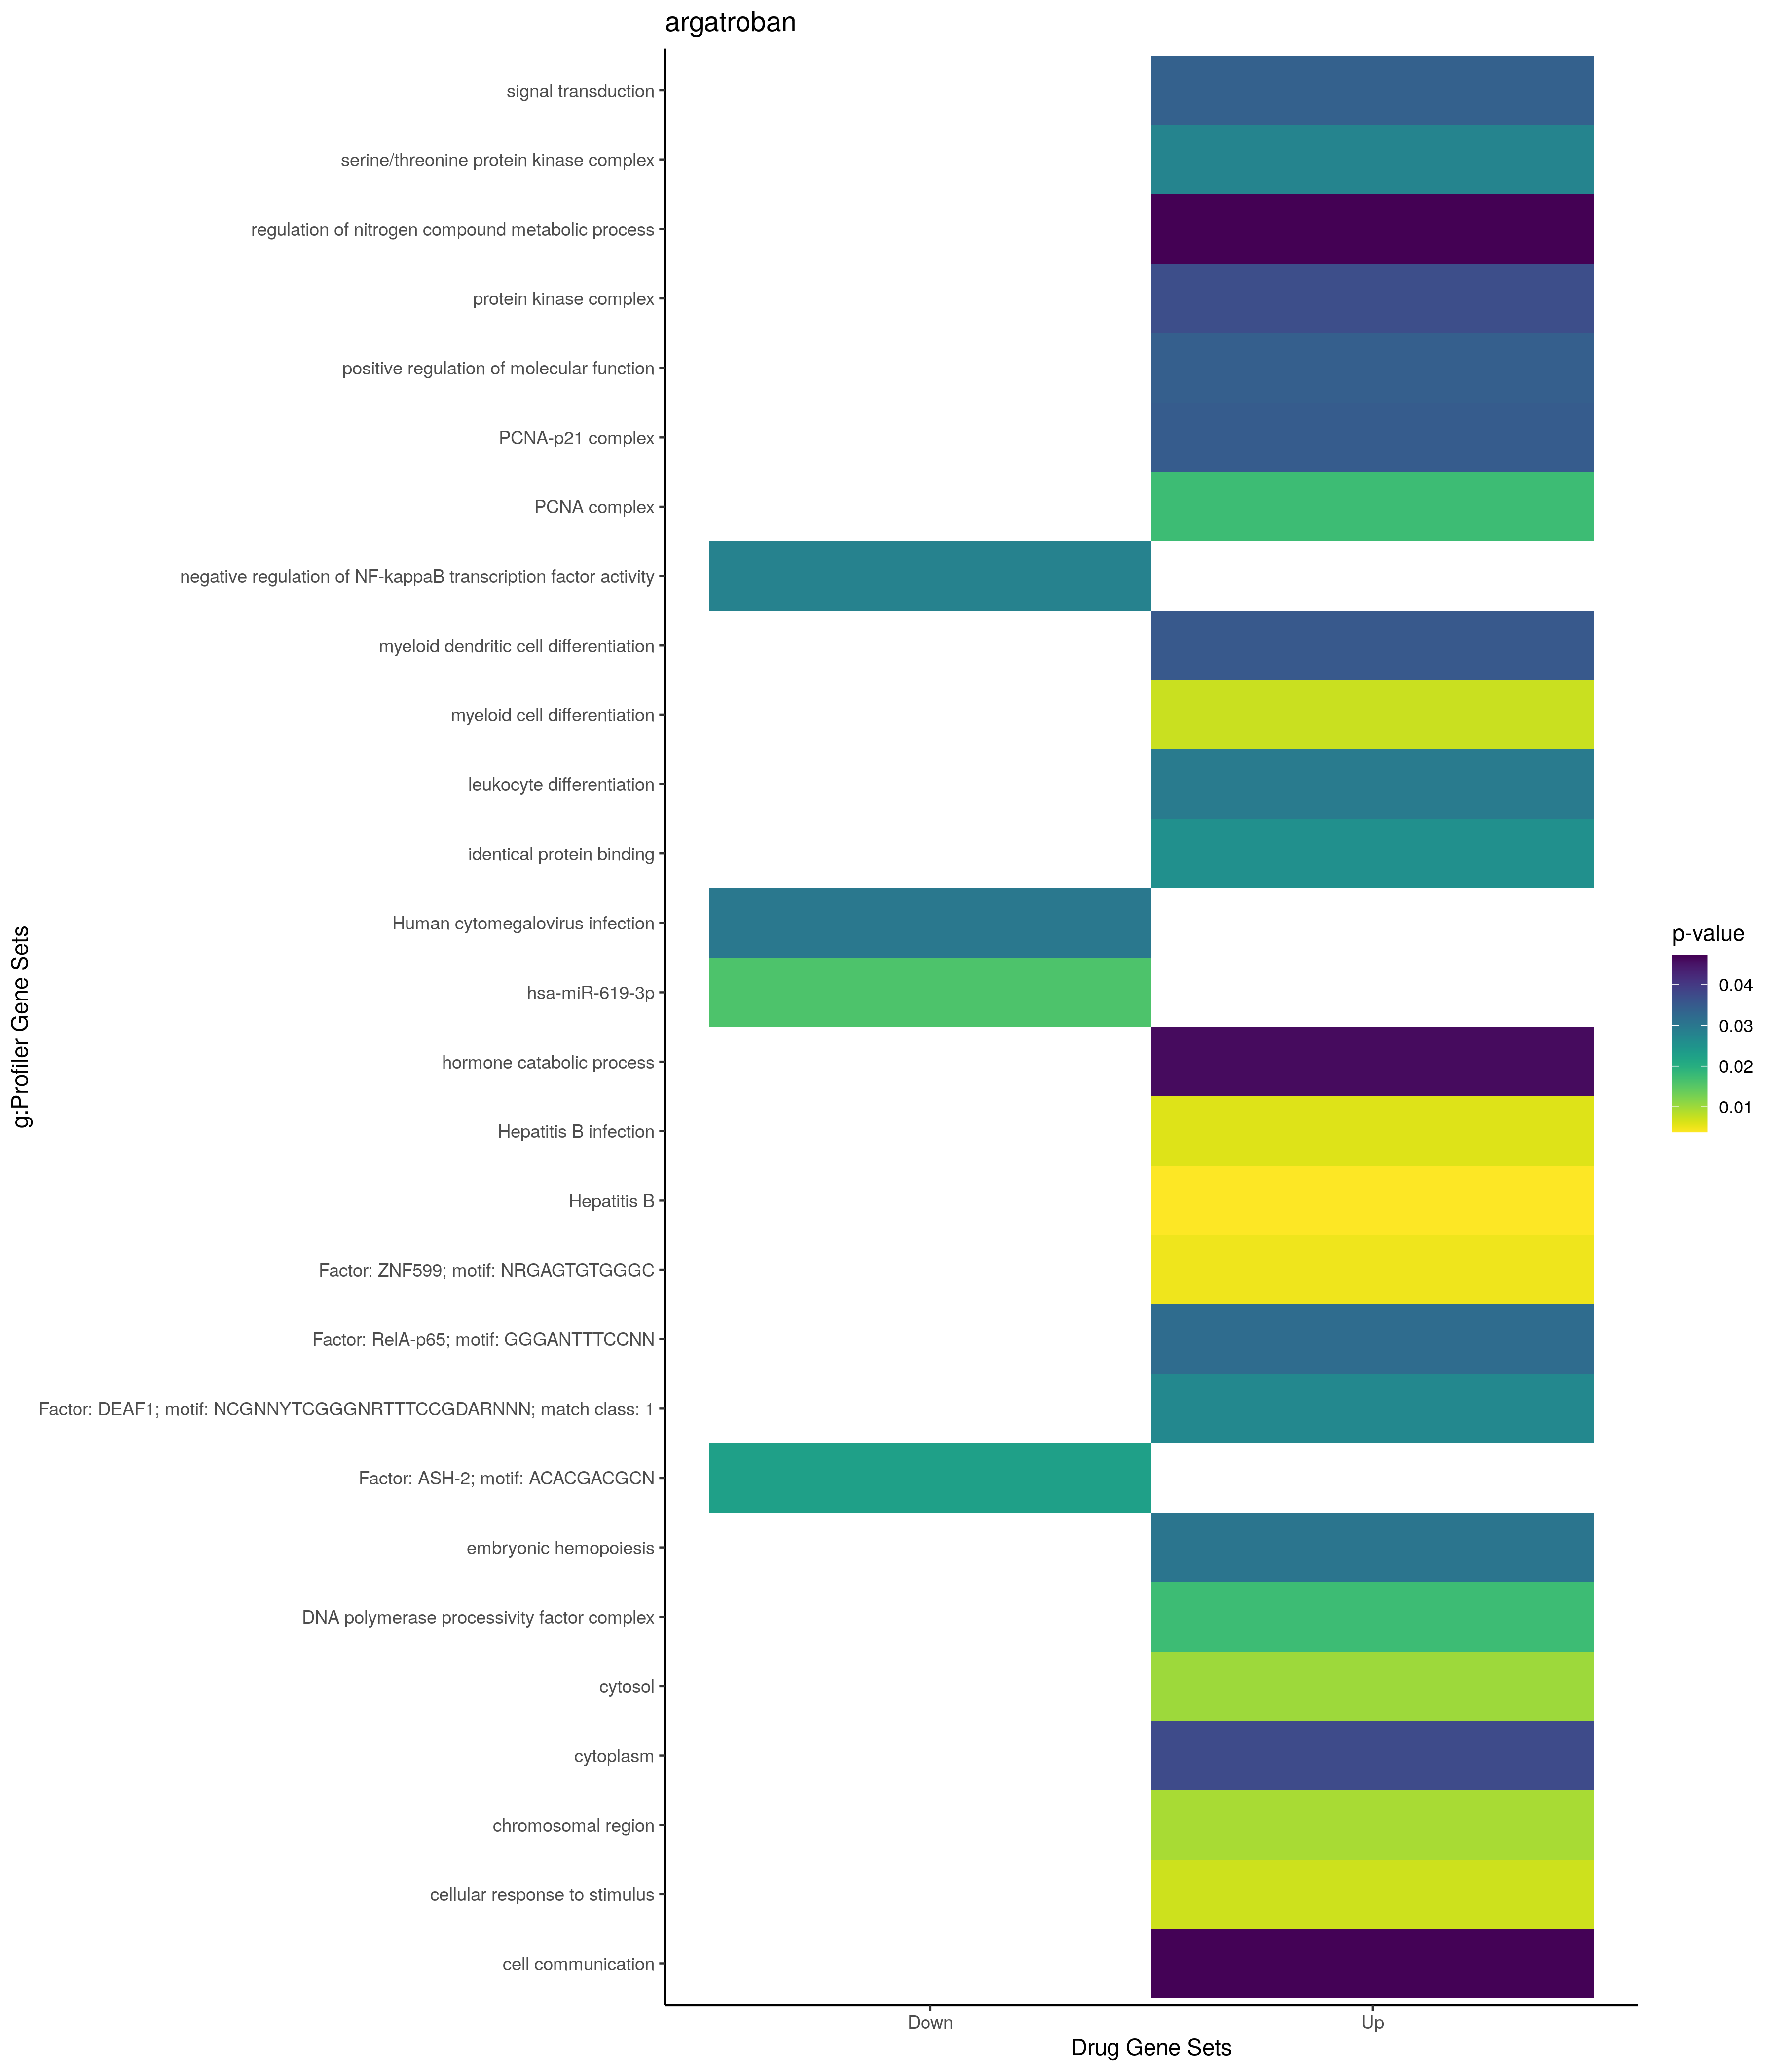 argatroban
signal transduction
serine/threonine protein kinase complex
regulation of nitrogen compound metabolic process
protein kinase complex
positive regulation of molecular function
PCNA-p21 complex
PCNA complex
negative regulation of NF-kappaB transcription factor activity
myeloid dendritic cell differentiation
myeloid cell differentiation
leukocyte differentiation
identical protein binding
Human cytomegalovirus infection
hsa-miR-619-3p
hormone catabolic process
Hepatitis B infection
Hepatitis B
Factor: ZNF599; motif: NRGAGTGTGGGC
Factor: RelA-p65; motif: GGGANTTTCCNN
Factor: DEAF1; motif: NCGNNYTCGGGNRTTTCCGDARNNN; match class: 1
Factor: ASH-2; motif: ACACGACGCN
embryonic hemopoiesis
DNA polymerase processivity factor complex
cytosol
cytoplasm
chromosomal region
cellular response to stimulus
cell communication
g:Profiler Gene Sets
Down
Up
Drug Gene Sets
p-value
0.04
0.03
0.02
0.01